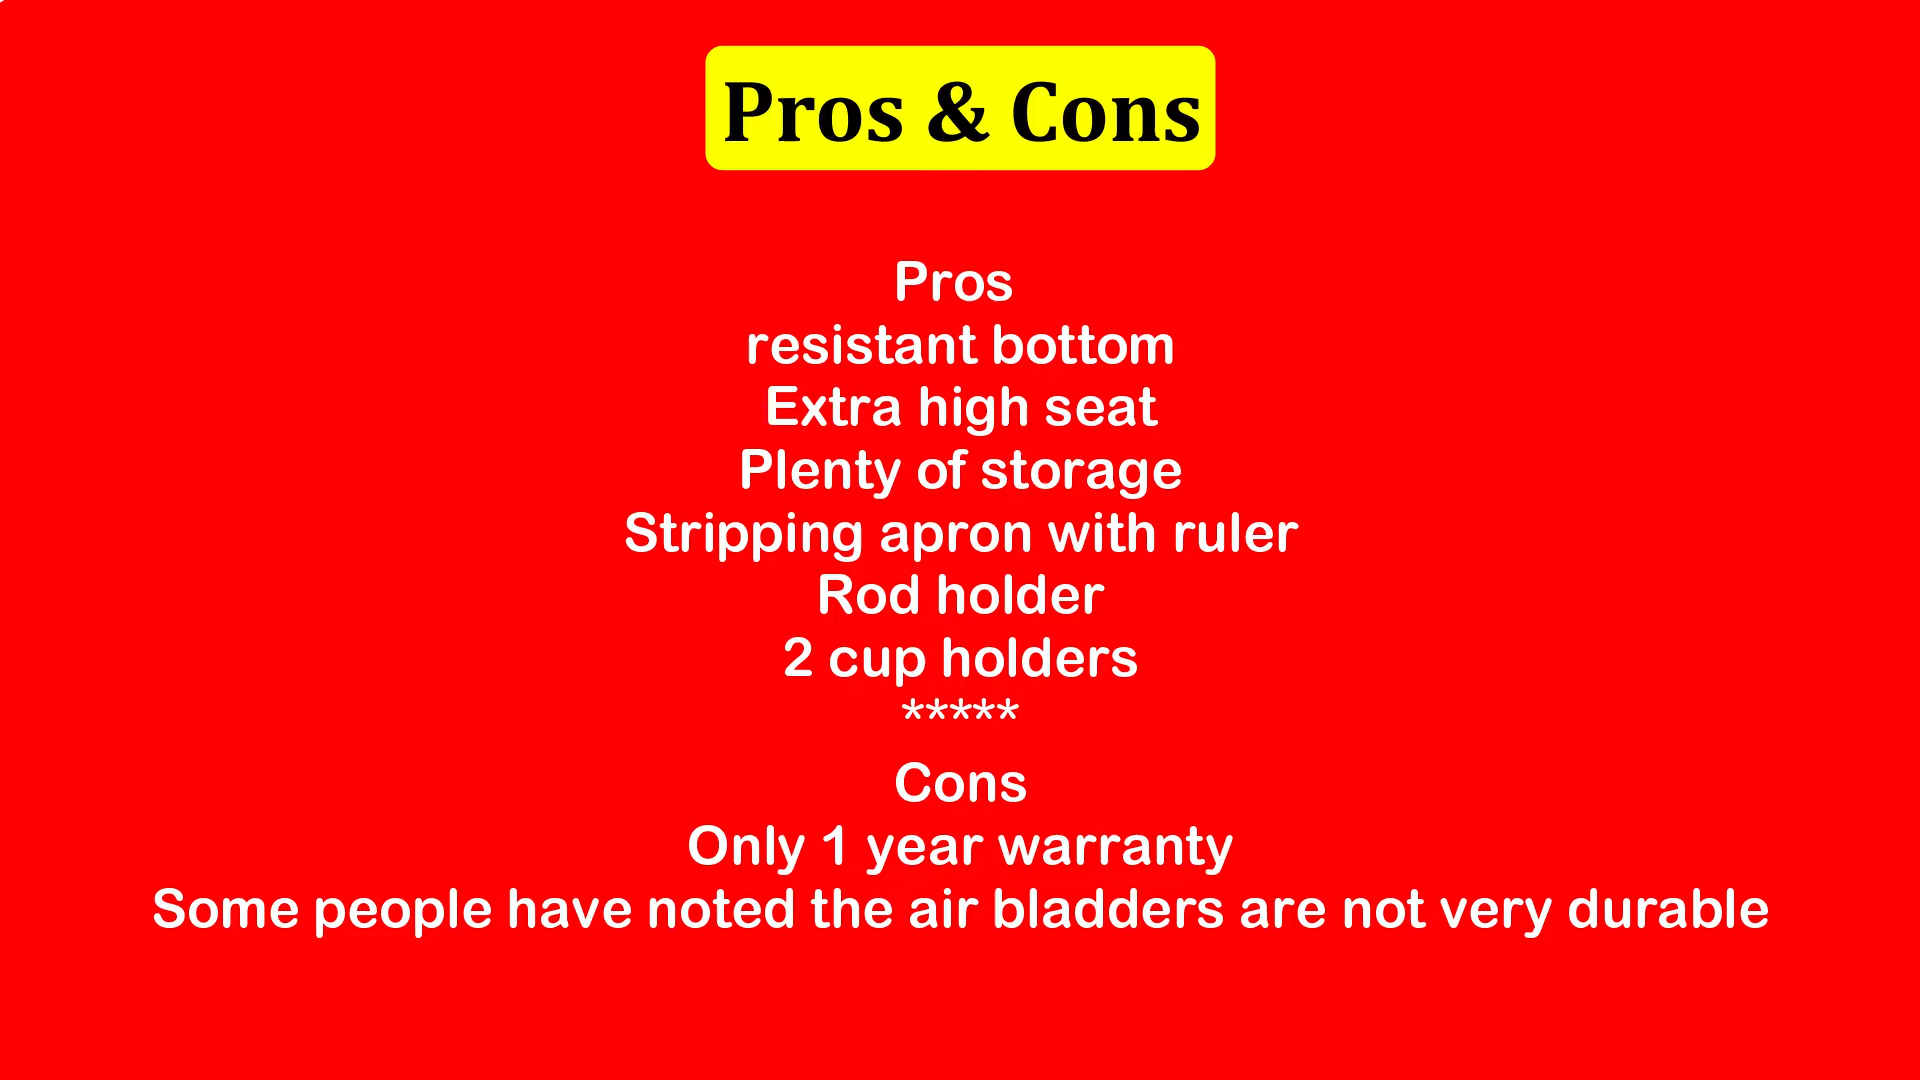 Pros & Cons
Pros
resistant bottom
Extra high seat
Plenty of storage
Stripping apron with ruler
Rod holder
2 cup holders
*****
Cons
Only 1 year warranty
Some people have noted the air bladders are not very durable